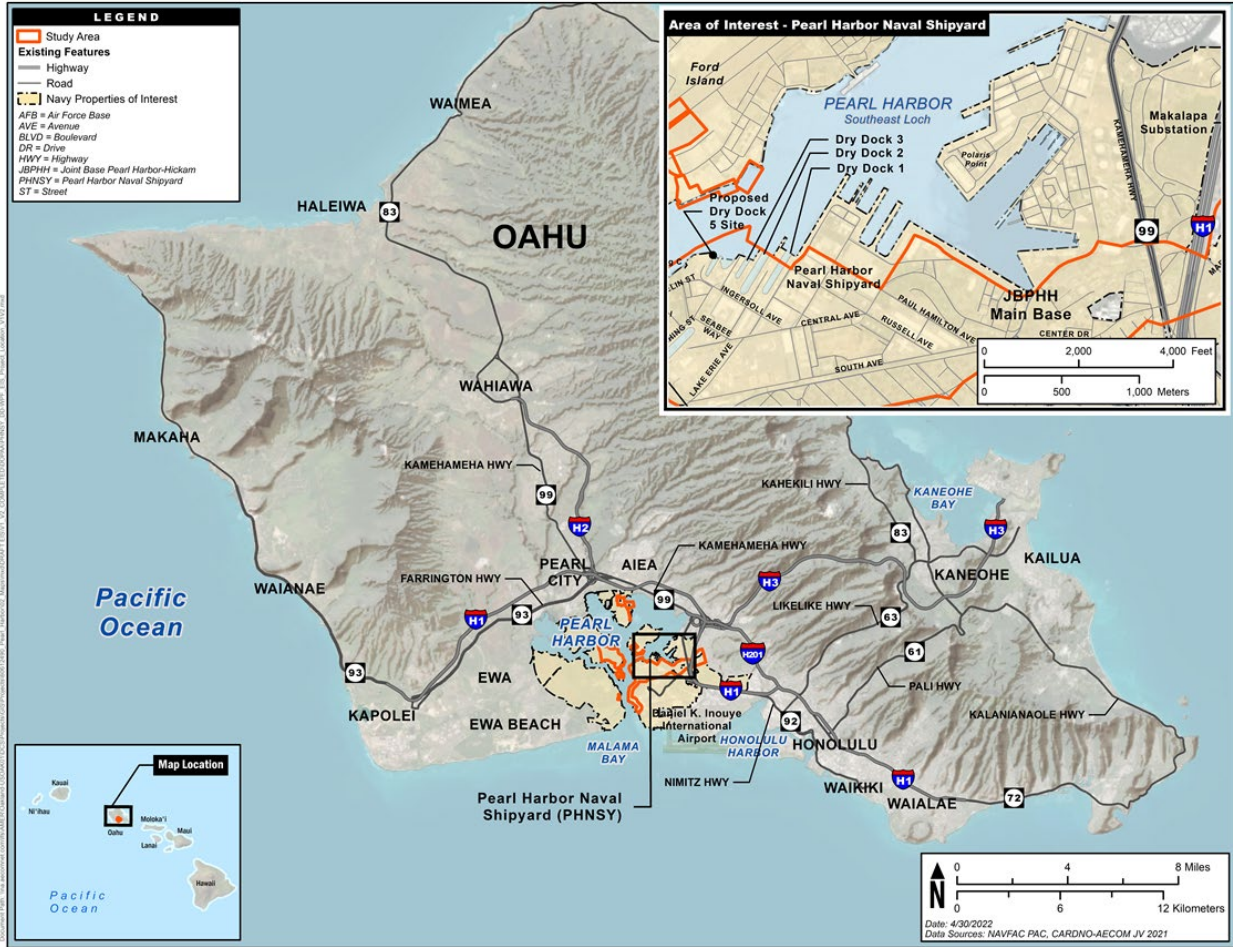 LEGEND
Study Area
Existing Features
Highway
Road
Navy Properties of Interest
AFB = Air Force Base
AVE = Avenue
BLVD = Boulevard
DR = Drive
HWY = Highway
JBPHH = Joint Base Pearl Harbor-Hickam
PHNSY = Pearl Harbor Naval Shipyard
ST = Street
Area of Interest - Pearl Harbor Naval Shipyard
Ford
Island
PEARL HARBOR
Southeast Loch
Dry Dock 3
Dry Dock 2
Dry Dock 1
Polaris
Point
KAMEHAMEHA HWY
Makalapa
Substation
Proposed
Dry Dock
5 Site
99
H1
Pearl Harbor
Naval Shipyard
JBPHH
Main Base
INGERSOLL AVE
SEABEE
WAY
LAKE ERIE AVE
CENTRAL AVE
PAUL HAMILTON AVE
RUSSELL AVE
SOUTH AVE
CENTER DR
0 2,000 4,000 Feet
0 500 1,000 Meters
WAIMEA
HALEIWA
83
OAHU
WAHIAWA
MAKAHA
KAMEHAMEHA HWY
99
H2
KAHEKILI HWY
KANEOHE
BAY
83
H3
KAILUA
KANEOHE
WAIANAE
PEARL
CITY
AIEA
KAMEHAMEHA HWY
FARRINGTON HWY
99
H3
LIKELIKE HWY
63
Pacific
Ocean
H1
93
PEARL
HARBOR
H201
61
PALI HWY
93
EWA
H1
KAPOLEI
EWA BEACH
Daniel K. Inouye
International
Airport
92
KALANIANAOLE HWY
MALAMA
BAY
HONOLULU
HARBOR
HONOLULU
NIMITZ HWY
WAIKIKI
H1
WAIALAE
72
Pearl Harbor Naval
Shipyard (PHNSY)
Map Location
Kauai
Ni'ihau
Oahu
Moloka'i
Lanai
Maui
Hawaii
Pacific
Ocean
N
0 4 8 Miles
0 6 12 Kilometers
Date: 4/30/2022
Data Sources: NAVFAC PAC, CARDNO-AECOM JV 2021